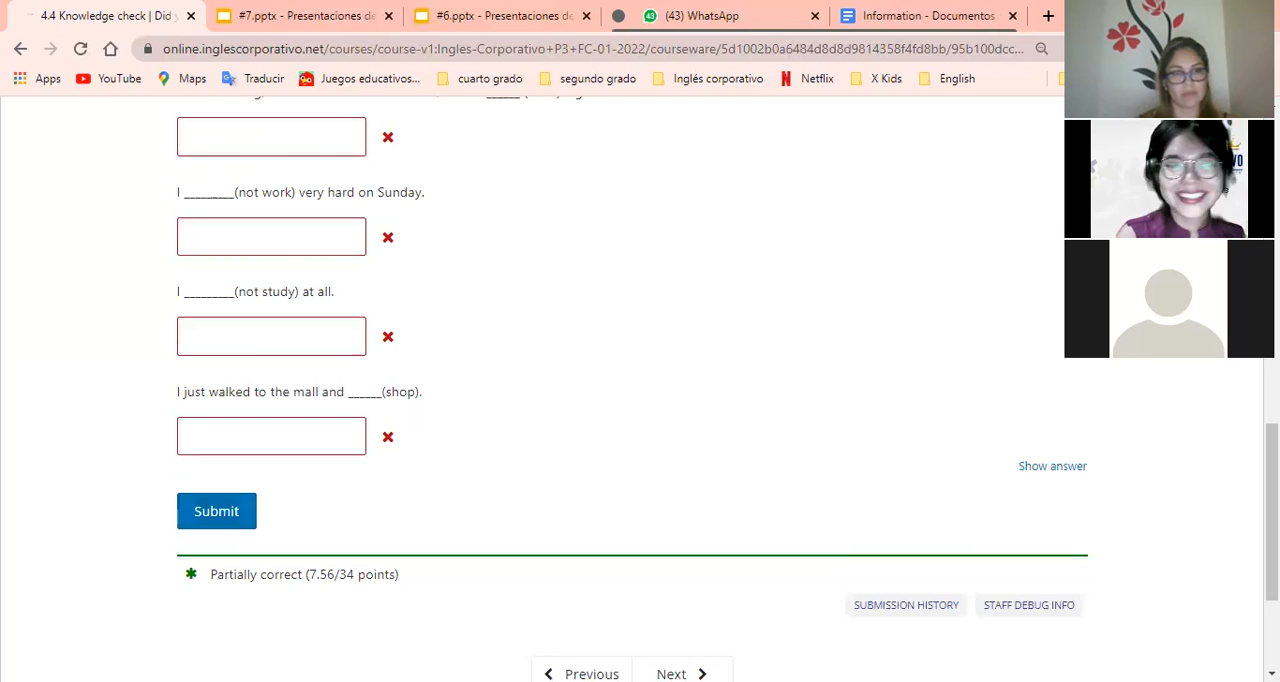 4.4 Knowledge check | Did y
#7.pptx - Presentaciones de
#6.pptx - Presentaciones de
43
(43) WhatsApp
Information - Documentos
online.inglescorporativo.net/courses/course-v1:Ingles-Corporativo+P3+FC-01-2022/courseware/5d1002b0a6484d8d8d9814358f4fd8bb/95b100dcc...
Apps
YouTube
Maps
Traducir
Juegos educativos...
cuarto grado
segundo grado
Inglés corporativo
Netflix
X Kids
English
I ________(not work) very hard on Sunday.
I ________(not study) at all.
I just walked to the mall and ______(shop).
Show answer
Submit
Partially correct (7.56/34 points)
SUBMISSION HISTORY
STAFF DEBUG INFO
Previous
Next